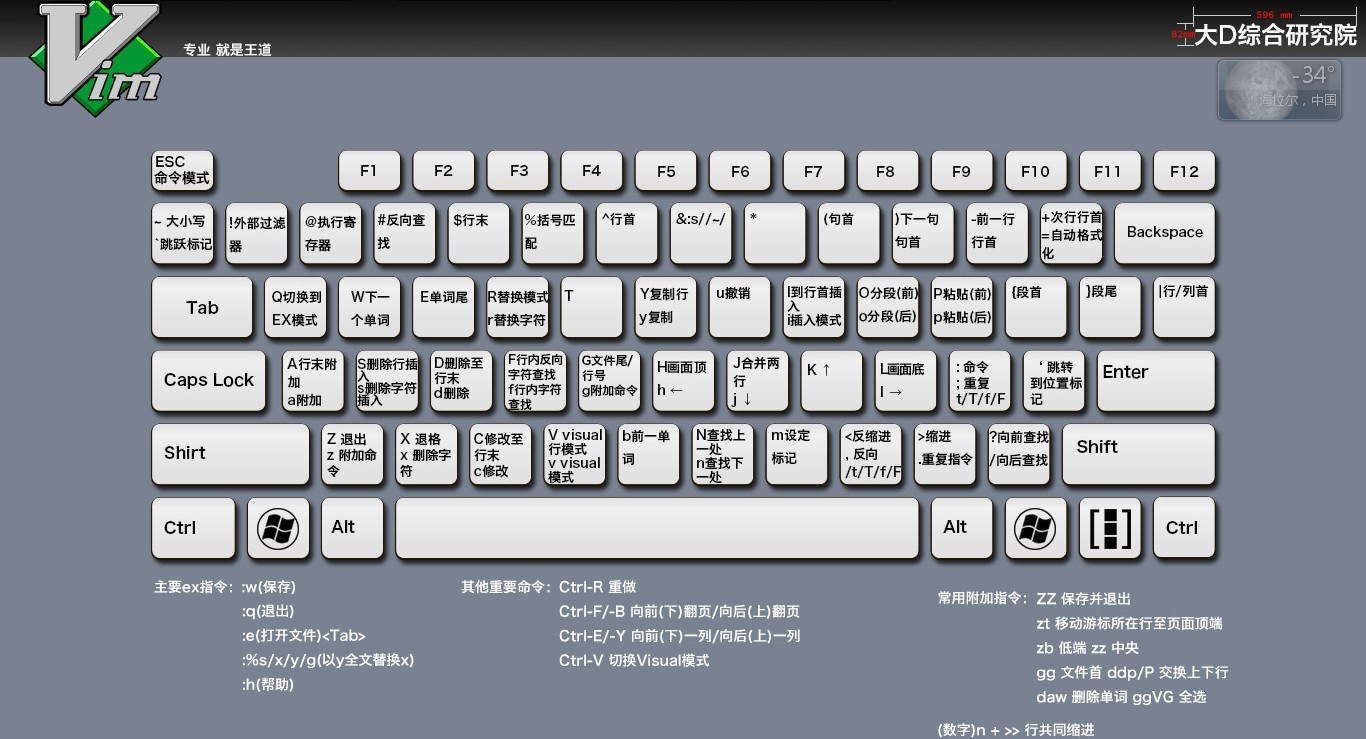 Vim
专业 就是王道
596 mm
82mm
大D综合研究院
-34°
海拉尔，中国
ESC
命令模式
F1
F2
F3
F4
F5
F6
F7
F8
F9
F10
F11
F12
~ 大小写
`跳跃标记
!外部过滤
器
@执行寄
存器
#反向查
找
$行末
%括号匹
配
^行首
&:s//~/
*
(句首
)下一句
句首
-前一行
行首
+次行行首
=自动格式
化
Backspace
Tab
Q切换到
EX模式
W下一
个单词
E单词尾
R替换模式
r替换字符
T
Y复制行
y复制
u撤销
I到行首插
入
i插入模式
O分段(前)
o分段(后)
P粘贴(前)
p粘贴(后)
{段首
}段尾
|行/列首
Caps Lock
A行末附
加
a附加
S删除行插
入
s删除字符
插入
D删除至
行末
d删除
F行内反向
字符查找
f行内字符
查找
G文件尾/
行号
g附加命令
H画面顶
h ←
J合并两
行
j ↓
K ↑
L画面底
l →
: 命令
; 重复
t/T/f/F
‘ 跳转
到位置标
记
Enter
Shirt
Z 退出
z 附加命
令
X 退格
x 删除字
符
C修改至
行末
c修改
V visual
行模式
v visual
模式
b前一单
词
N查找上
一处
n查找下
一处
m设定
标记
<反缩进
, 反向
/t/T/f/F
>缩进
.重复指令
?向前查找
/向后查找
Shift
Ctrl
Alt
Alt
Ctrl
主要ex指令：:w(保存)
:q(退出)
:e(打开文件)<Tab>
:%s/x/y/g(以y全文替换x)
:h(帮助)
其他重要命令：Ctrl-R 重做
Ctrl-F/-B 向前(下)翻页/向后(上)翻页
Ctrl-E/-Y 向前(下)一列/向后(上)一列
Ctrl-V 切换Visual模式
常用附加指令：ZZ 保存并退出
zt 移动游标所在行至页面顶端
zb 低端 zz 中央
gg 文件首 ddp/P 交换上下行
daw 删除单词 ggVG 全选
(数字)n + >> 行共同缩进